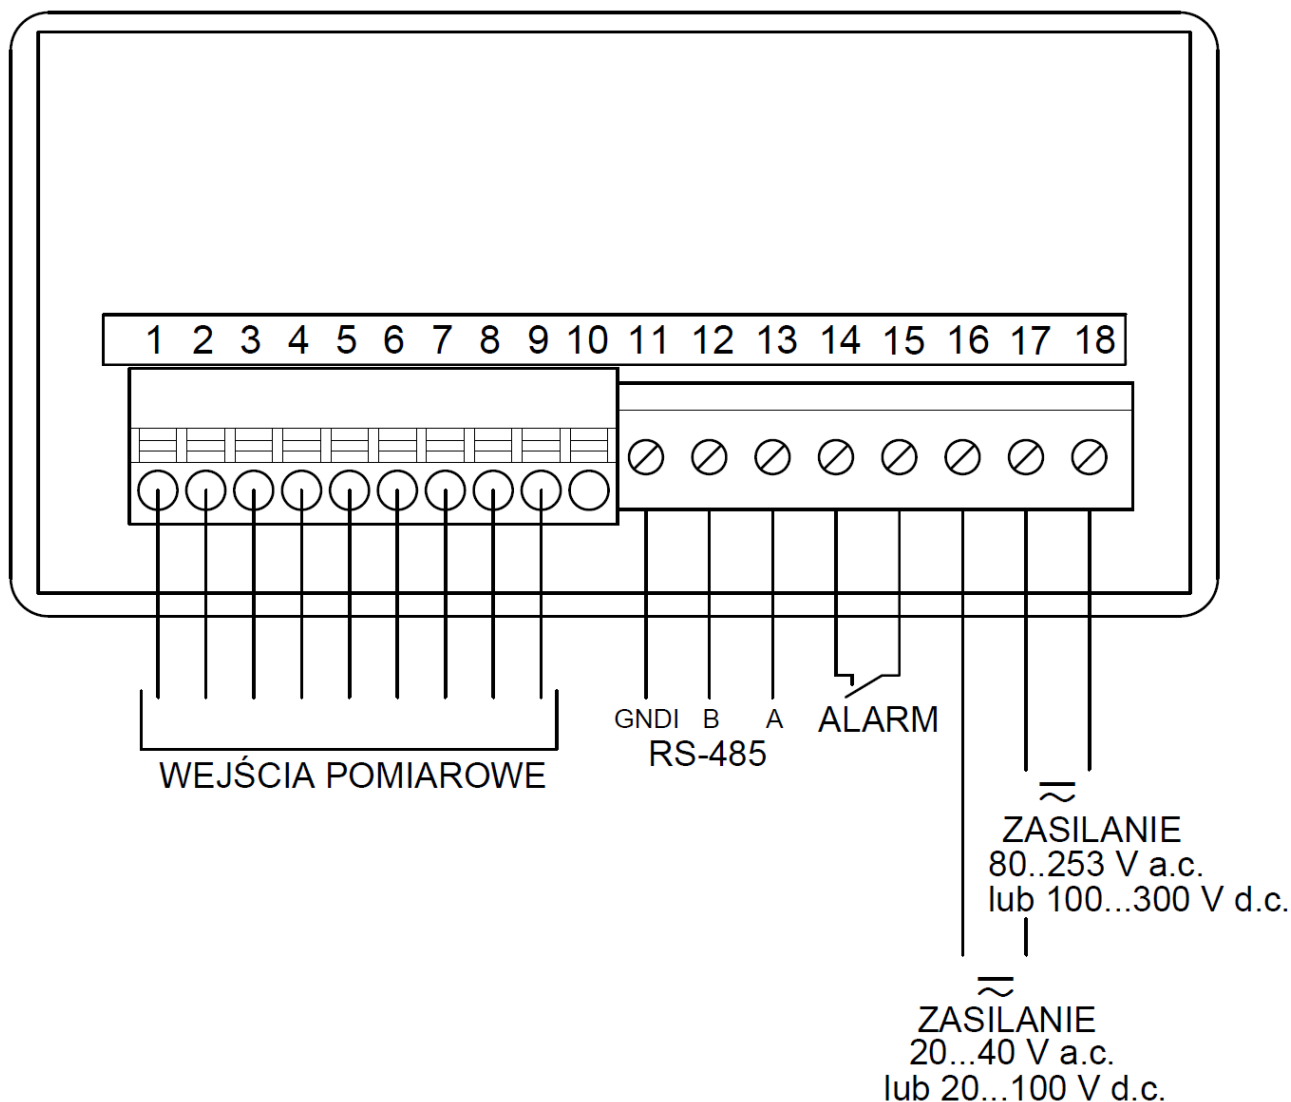 1 2 3 4 5 6 7 8 9 10 11 12 13 14 15 16 17 18
GNDI B A
RS-485
ALARM
WEJŚCIA POMIAROWE
ZASILANIE
80..253 V a.c.
lub 100...300 V d.c.
ZASILANIE
20...40 V a.c.
lub 20...100 V d.c.